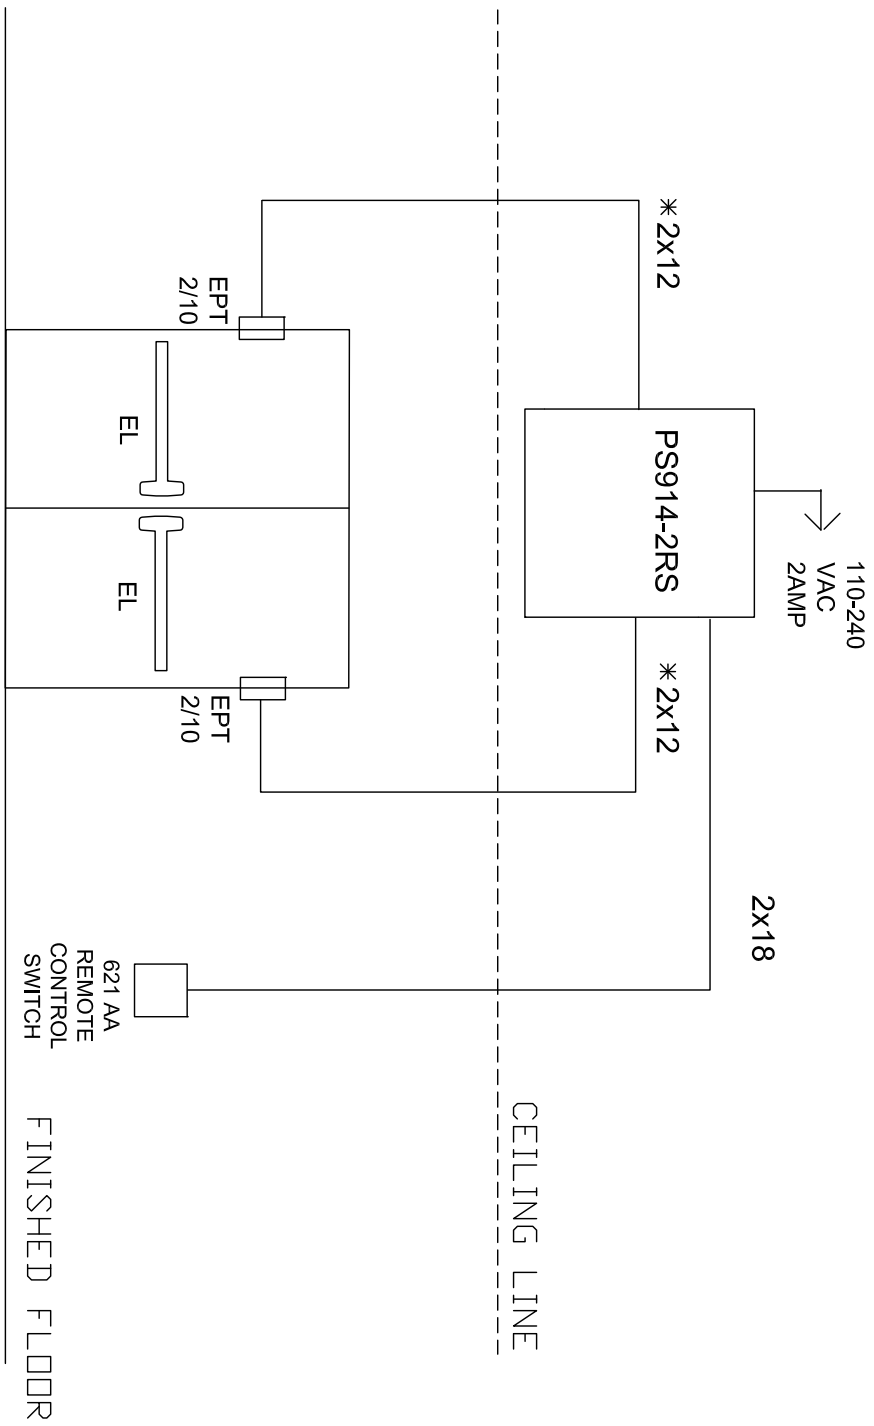 110-240
VAC
2AMP
* 2x12
PS914-2RS
* 2x12
2x18
CEILING LINE
EPT
2/10
EL
EL
EPT
2/10
621 AA
REMOTE
CONTROL
SWITCH
FINISHED FLOOR